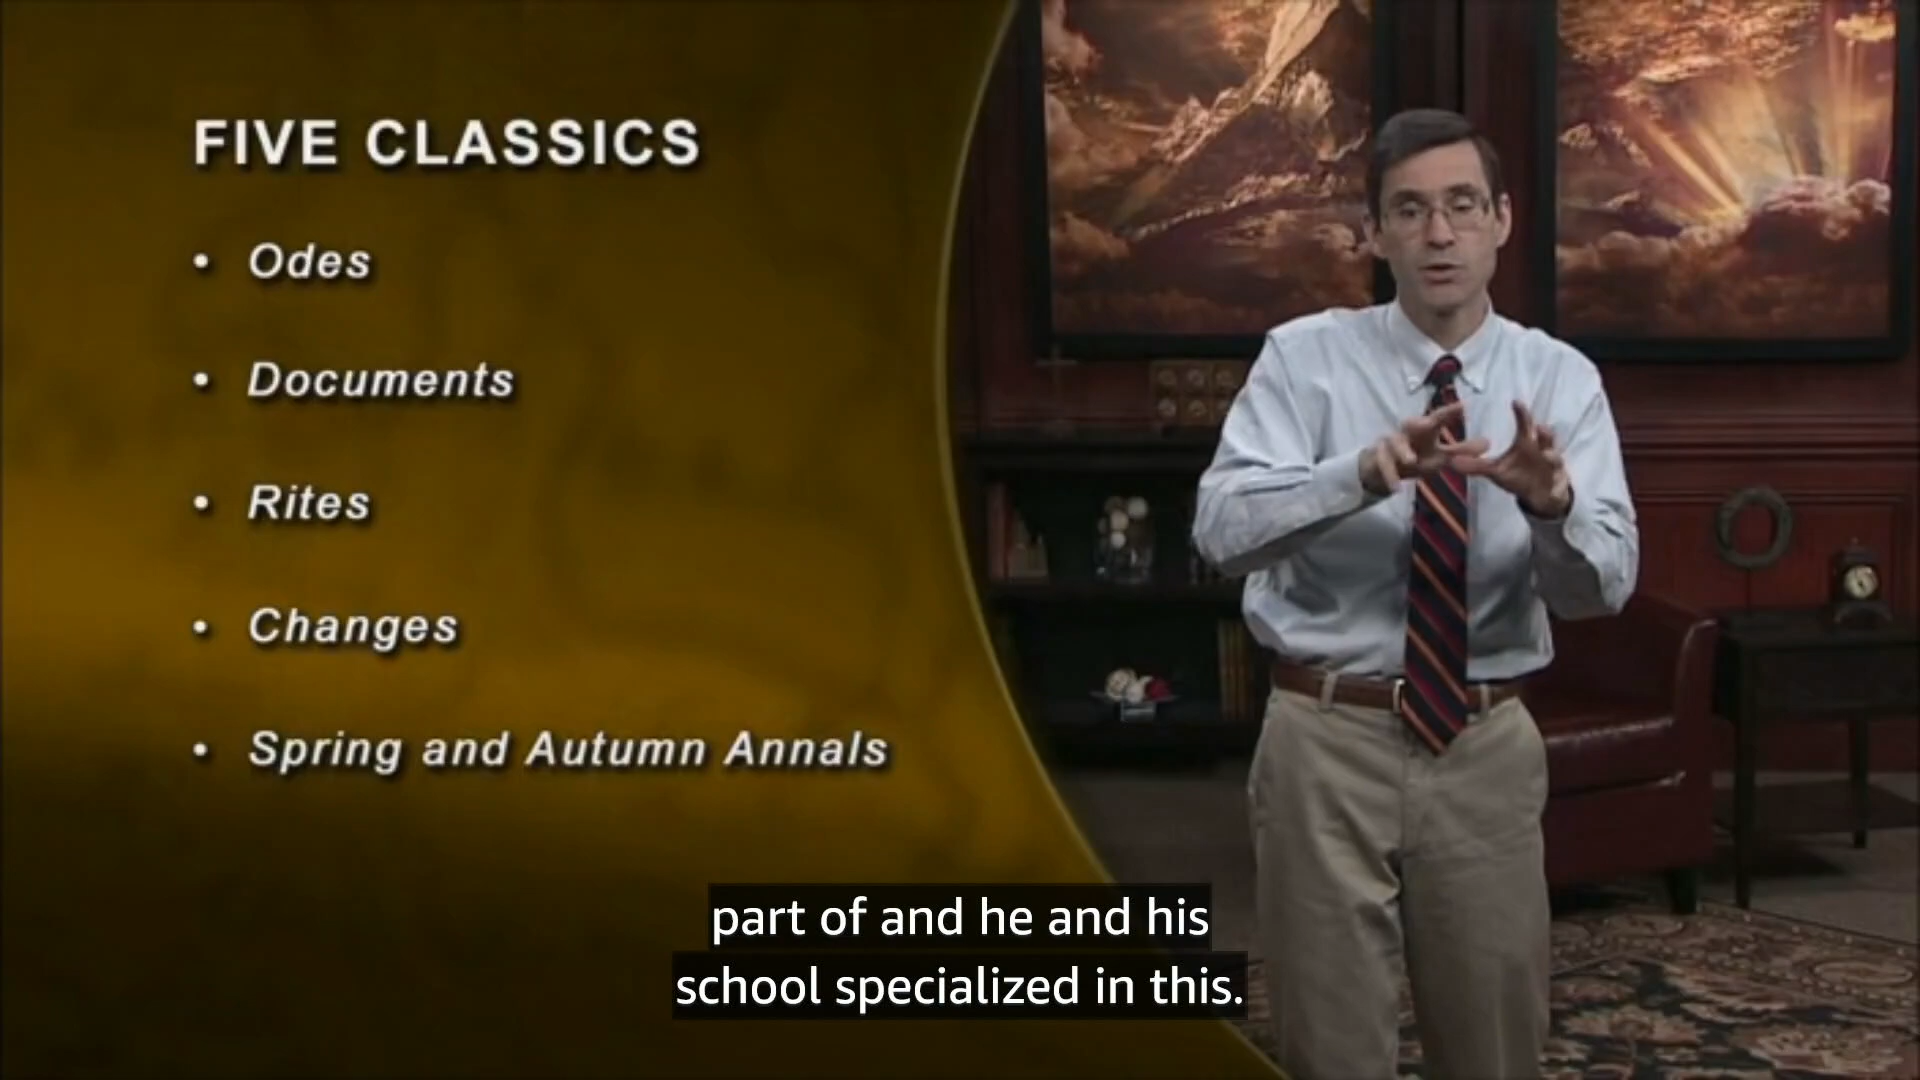 FIVE CLASSICS
• Odes
• Documents
• Rites
• Changes
• Spring and Autumn Annals
part of and he and his
school specialized in this.